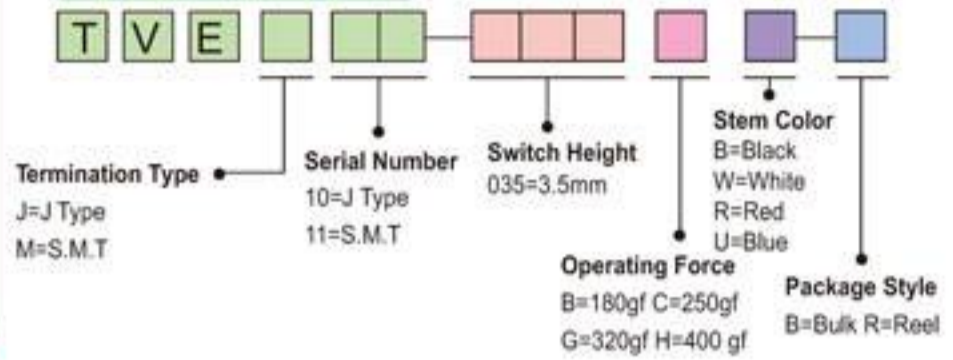 T V E
Termination Type
J=J Type
M=S.M.T
Serial Number
10=J Type
11=S.M.T
Switch Height
035=3.5mm
Operating Force
B=180gf C=250gf
G=320gf H=400 gf
Stem Color
B=Black
W=White
R=Red
U=Blue
Package Style
B=Bulk R=Reel